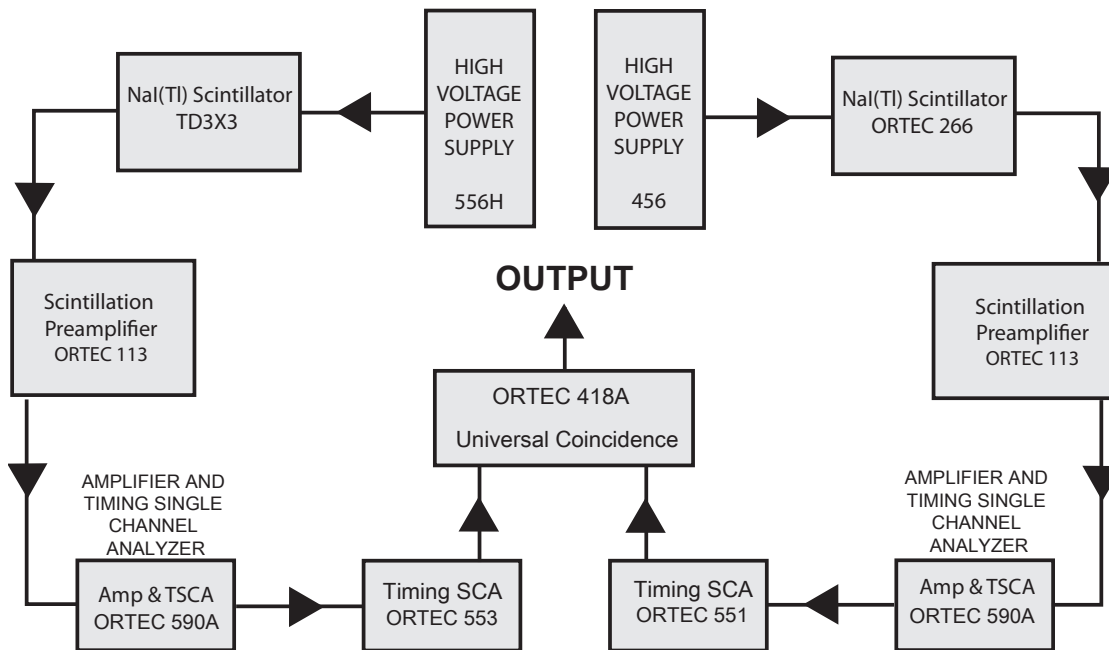 NaI(Tl) Scintillator
TD3X3
HIGH
VOLTAGE
POWER
SUPPLY
556H
HIGH
VOLTAGE
POWER
SUPPLY
456
NaI(Tl) Scintillator
ORTEC 266
Scintillation
Preamplifier
ORTEC 113
OUTPUT
Scintillation
Preamplifier
ORTEC 113
ORTEC 418A
Universal Coincidence
AMPLIFIER AND
TIMING SINGLE
CHANNEL
ANALYZER
Amp & TSCA
ORTEC 590A
Timing SCA
ORTEC 553
Timing SCA
ORTEC 551
AMPLIFIER AND
TIMING SINGLE
CHANNEL
ANALYZER
Amp & TSCA
ORTEC 590A